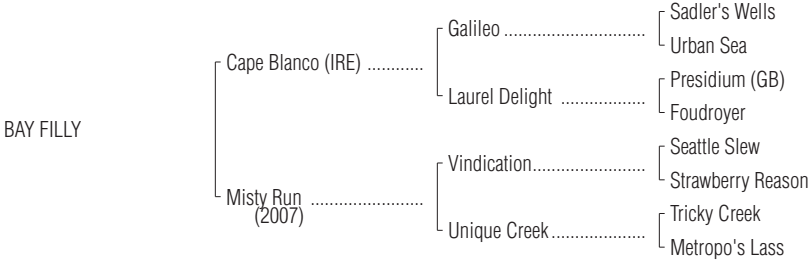 BAY FILLY
Cape Blanco (IRE) ............
Misty Run ........................
(2007)
Galileo ..............................
Laurel Delight ..................
Vindication........................
Unique Creek....................
Sadler's Wells
Urban Sea
Presidium (GB)
Foudroyer
Seattle Slew
Strawberry Reason
Tricky Creek
Metropo's Lass